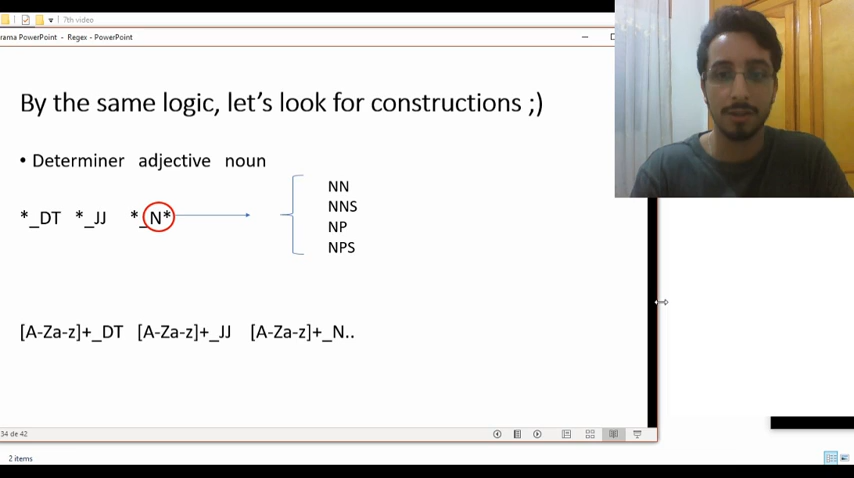 7th video
rama PowerPoint - Regex - PowerPoint
By the same logic, let's look for constructions ;)
• Determiner adjective noun
*_DT *_JJ *_N*
NN
NNS
NP
NPS
[A-Za-z]+_DT [A-Za-z]+_JJ [A-Za-z]+_N..
34 de 42
2 items